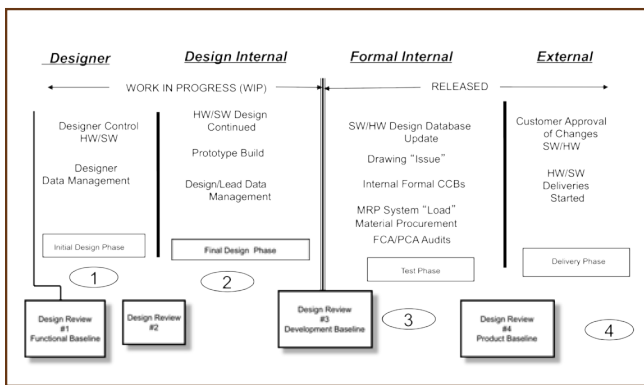 Designer
Design Internal
Formal Internal
External
WORK IN PROGRESS (WIP)
RELEASED
Designer Control
HW/SW
Designer
Data Management
Initial Design Phase
1
HW/SW Design
Continued
Prototype Build
Design/Lead Data
Management
Final Design Phase
2
SW/HW Design Database
Update
Drawing "Issue"
Internal Formal CCBs
MRP System "Load"
Material Procurement
FCA/PCA Audits
Test Phase
3
Customer Approval
of Changes
SW/HW
HW/SW
Deliveries
Started
Delivery Phase
4
Design Review
#1
Functional Baseline
Design Review
#2
Design Review
#3
Development Baseline
Design Review
#4
Product Baseline